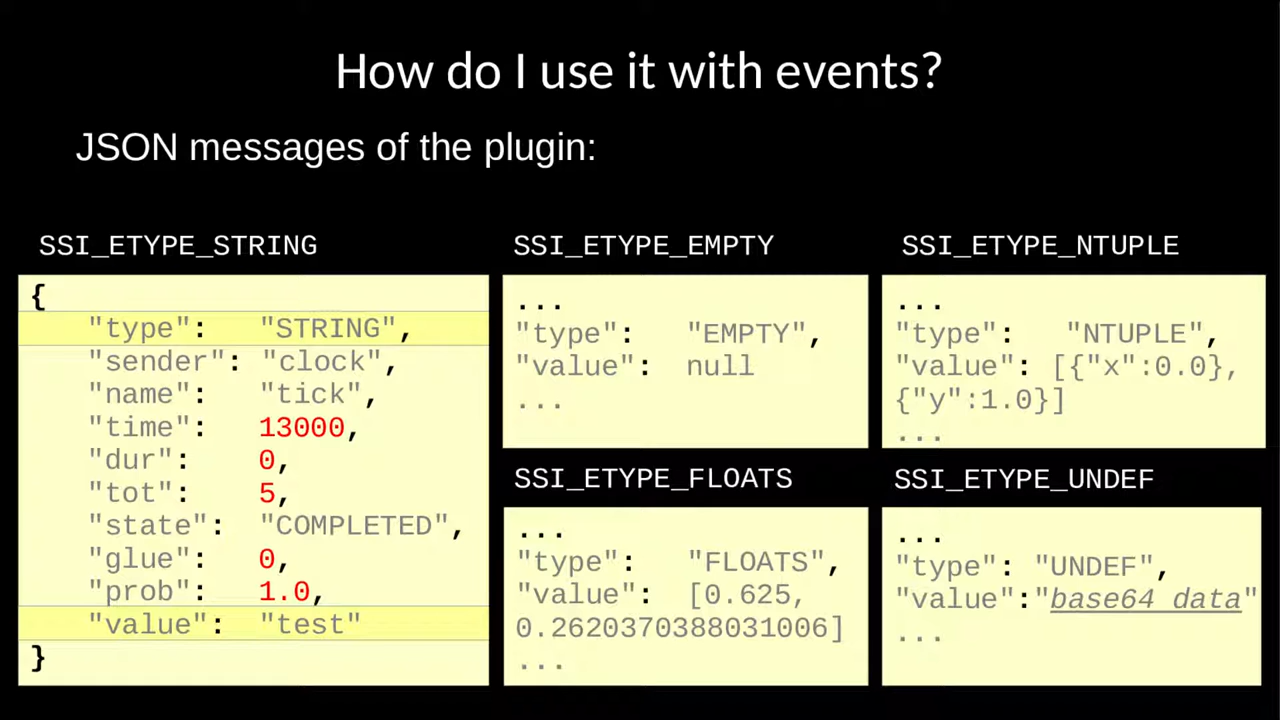 How do I use it with events?
JSON messages of the plugin:
SSI_ETYPE_STRING
{
"type": "STRING",
"sender": "clock",
"name": "tick",
"time": 13000,
"dur": 0,
"tot": 5,
"state": "COMPLETED",
"glue": 0,
"prob": 1.0,
"value": "test"
}
SSI_ETYPE_EMPTY
...
"type": "EMPTY",
"value": null
...
SSI_ETYPE_NTUPLE
...
"type": "NTUPLE",
"value": [{"x":0.0},
{"y":1.0}]
...
SSI_ETYPE_FLOATS
...
"type": "FLOATS",
"value": [0.625,
0.2620370388031006]
...
SSI_ETYPE_UNDEF
...
"type": "UNDEF",
"value":"base64 data"
...